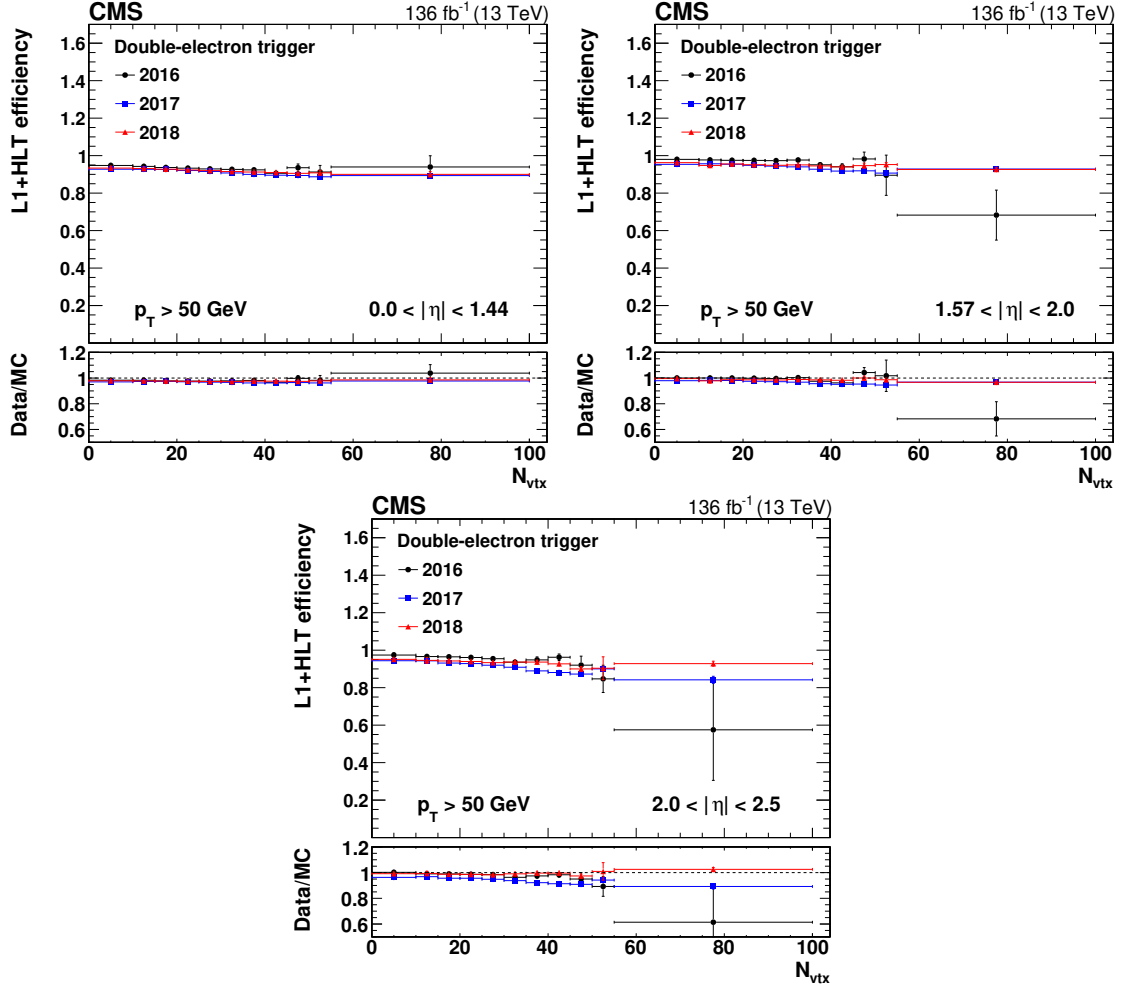 CMS 136 fb⁻¹ (13 TeV)
L1+HLT efficiency
1.6
1.4
1.2
1
0.8
0.6
0.4
0.2
Double-electron trigger
2016
2017
2018
p_T > 50 GeV 0.0 < |η| < 1.44
Data/MC
1.2
1
0.8
0.6
0 20 40 60 80 100
N_vtx
CMS 136 fb⁻¹ (13 TeV)
L1+HLT efficiency
1.6
1.4
1.2
1
0.8
0.6
0.4
0.2
Double-electron trigger
2016
2017
2018
p_T > 50 GeV 1.57 < |η| < 2.0
Data/MC
1.2
1
0.8
0.6
0 20 40 60 80 100
N_vtx
CMS 136 fb⁻¹ (13 TeV)
L1+HLT efficiency
1.6
1.4
1.2
1
0.8
0.6
0.4
0.2
Double-electron trigger
2016
2017
2018
p_T > 50 GeV 2.0 < |η| < 2.5
Data/MC
1.2
1
0.8
0.6
0 20 40 60 80 100
N_vtx